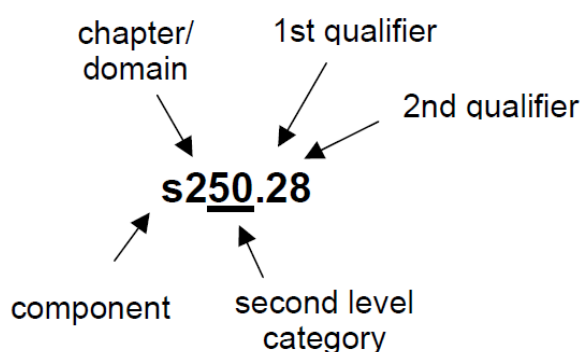 chapter/
domain
1st qualifier
2nd qualifier
s250.28
component
second level
category